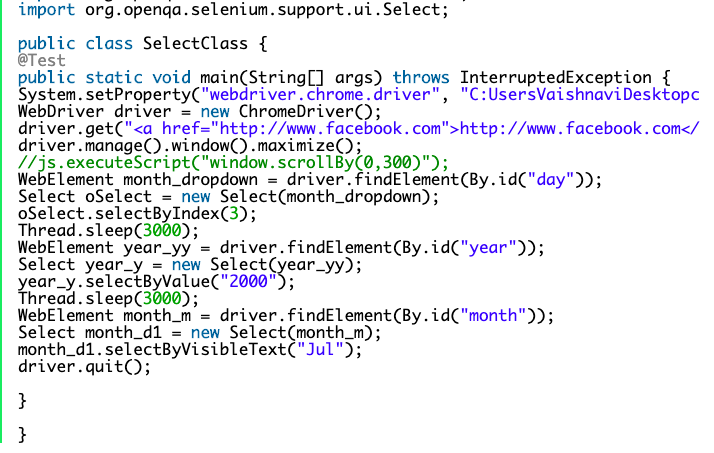 import org.openqa.selenium.support.ui.Select;
public class SelectClass {
@Test
public static void main(String[] args) throws InterruptedException {
System.setProperty("webdriver.chrome.driver", "C:UsersVaishnaviDesktopc
WebDriver driver = new ChromeDriver();
driver.get("<a href="http://www.facebook.com">http://www.facebook.com</
driver.manage().window().maximize();
//js.executeScript("window.scrollBy(0,300)");
WebElement month_dropdown = driver.findElement(By.id("day"));
Select oSelect = new Select(month_dropdown);
oSelect.selectByIndex(3);
Thread.sleep(3000);
WebElement year_yy = driver.findElement(By.id("year"));
Select year_y = new Select(year_yy);
year_y.selectByValue("2000");
Thread.sleep(3000);
WebElement month_m = driver.findElement(By.id("month"));
Select month_d1 = new Select(month_m);
month_d1.selectByVisibleText("Jul");
driver.quit();
}
}